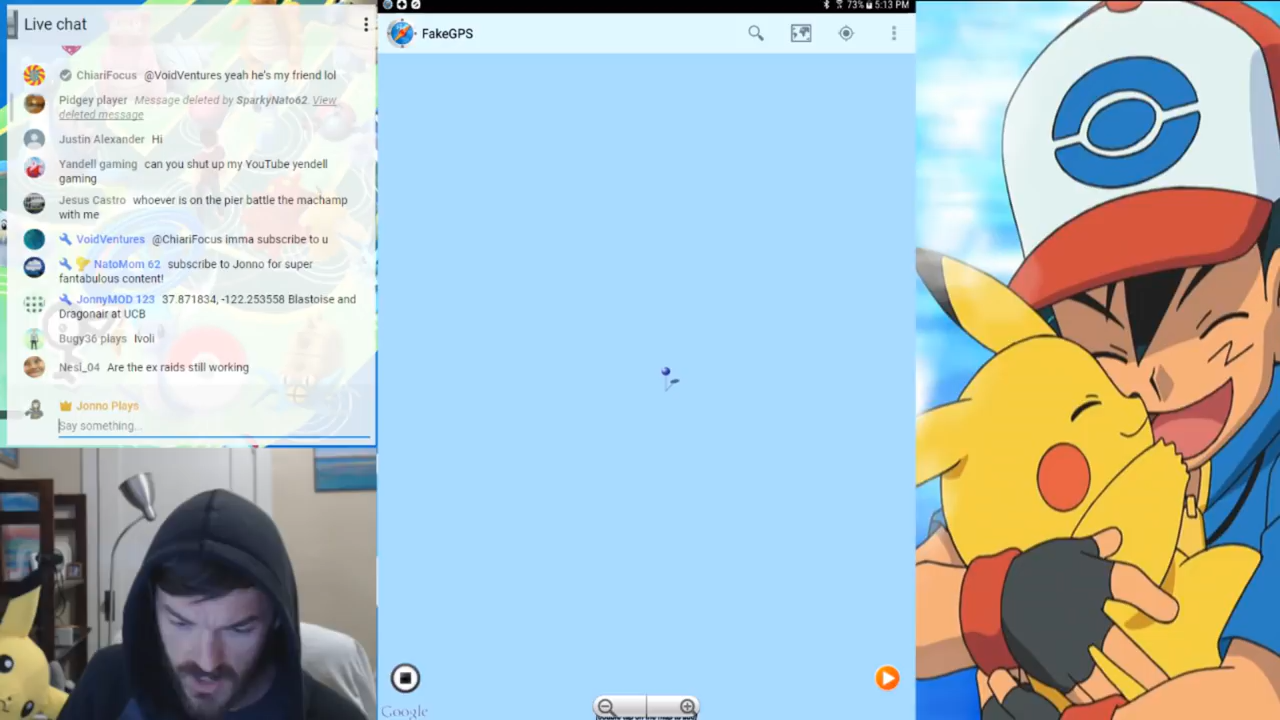 Live chat
ChiariFocus @VoidVentures yeah he's my friend lol
Pidgey player Message deleted by SparkyNato62. View
deleted message
Justin Alexander Hi
Yandell gaming can you shut up my YouTube yendell
gaming
Jesus Castro whoever is on the pier battle the machamp
with me
VoidVentures @ChiariFocus imma subscribe to u
NatoMom 62 subscribe to Jonno for super
fantabulous content!
JonnyMOD 123 37.871834, -122.253558 Blastoise and
Dragonair at UCB
Bugy36 plays Ivoli
Nesl_04 Are the ex raids still working
Jonno Plays
Say something...
73% 5:13 PM
FakeGPS
Google